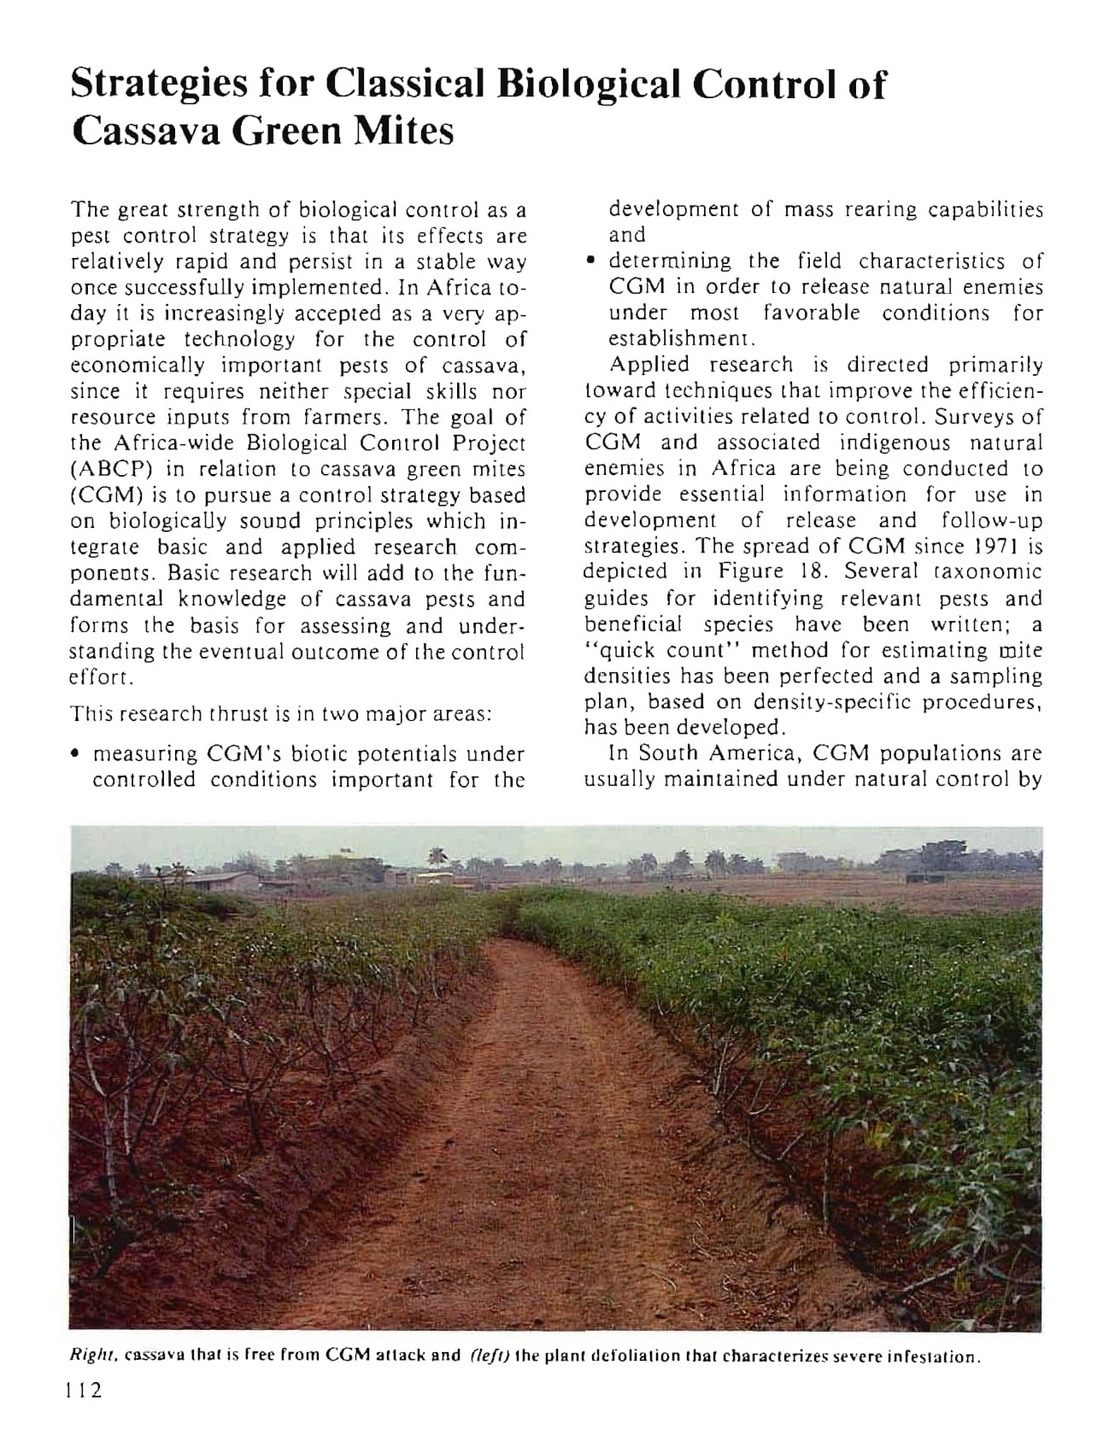 Strategies for Classical Biological Control of
Cassava Green Mites
The great strength of biological control as a
pest control strategy is that its effects are
relatively rapid and persist in a stable way
once successfully implemented. In Africa to-
day it is increasingly accepted as a very ap-
propriate technology for the control of
economically important pests of cassava,
since it requires neither special skills nor
resource inputs from farmers. The goal of
the Africa-wide Biological Control Project
(ABCP) in relation to cassava green mites
(CGM) is to pursue a control strategy based
on biologically sound principles which in-
tegrate basic and applied research com-
ponents. Basic research will add to the fun-
damental knowledge of cassava pests and
forms the basis for assessing and under-
standing the eventual outcome of the control
effort.
This research thrust is in two major areas:
• measuring CGM's biotic potentials under
controlled conditions important for the
development of mass rearing capabilities
and
• determining the field characteristics of
CGM in order to release natural enemies
under most favorable conditions for
establishment.
Applied research is directed primarily
toward techniques that improve the efficien-
cy of activities related to control. Surveys of
CGM and associated indigenous natural
enemies in Africa are being conducted to
provide essential information for use in
development of release and follow-up
strategies. The spread of CGM since 1971 is
depicted in Figure 18. Several taxonomic
guides for identifying relevant pests and
beneficial species have been written; a
"quick count" method for estimating mite
densities has been perfected and a sampling
plan, based on density-specific procedures,
has been developed.
In South America, CGM populations are
usually maintained under natural control by
Right, cassava that is free from CGM attack and (left) the plant defoliation that characterizes severe infestation.
112